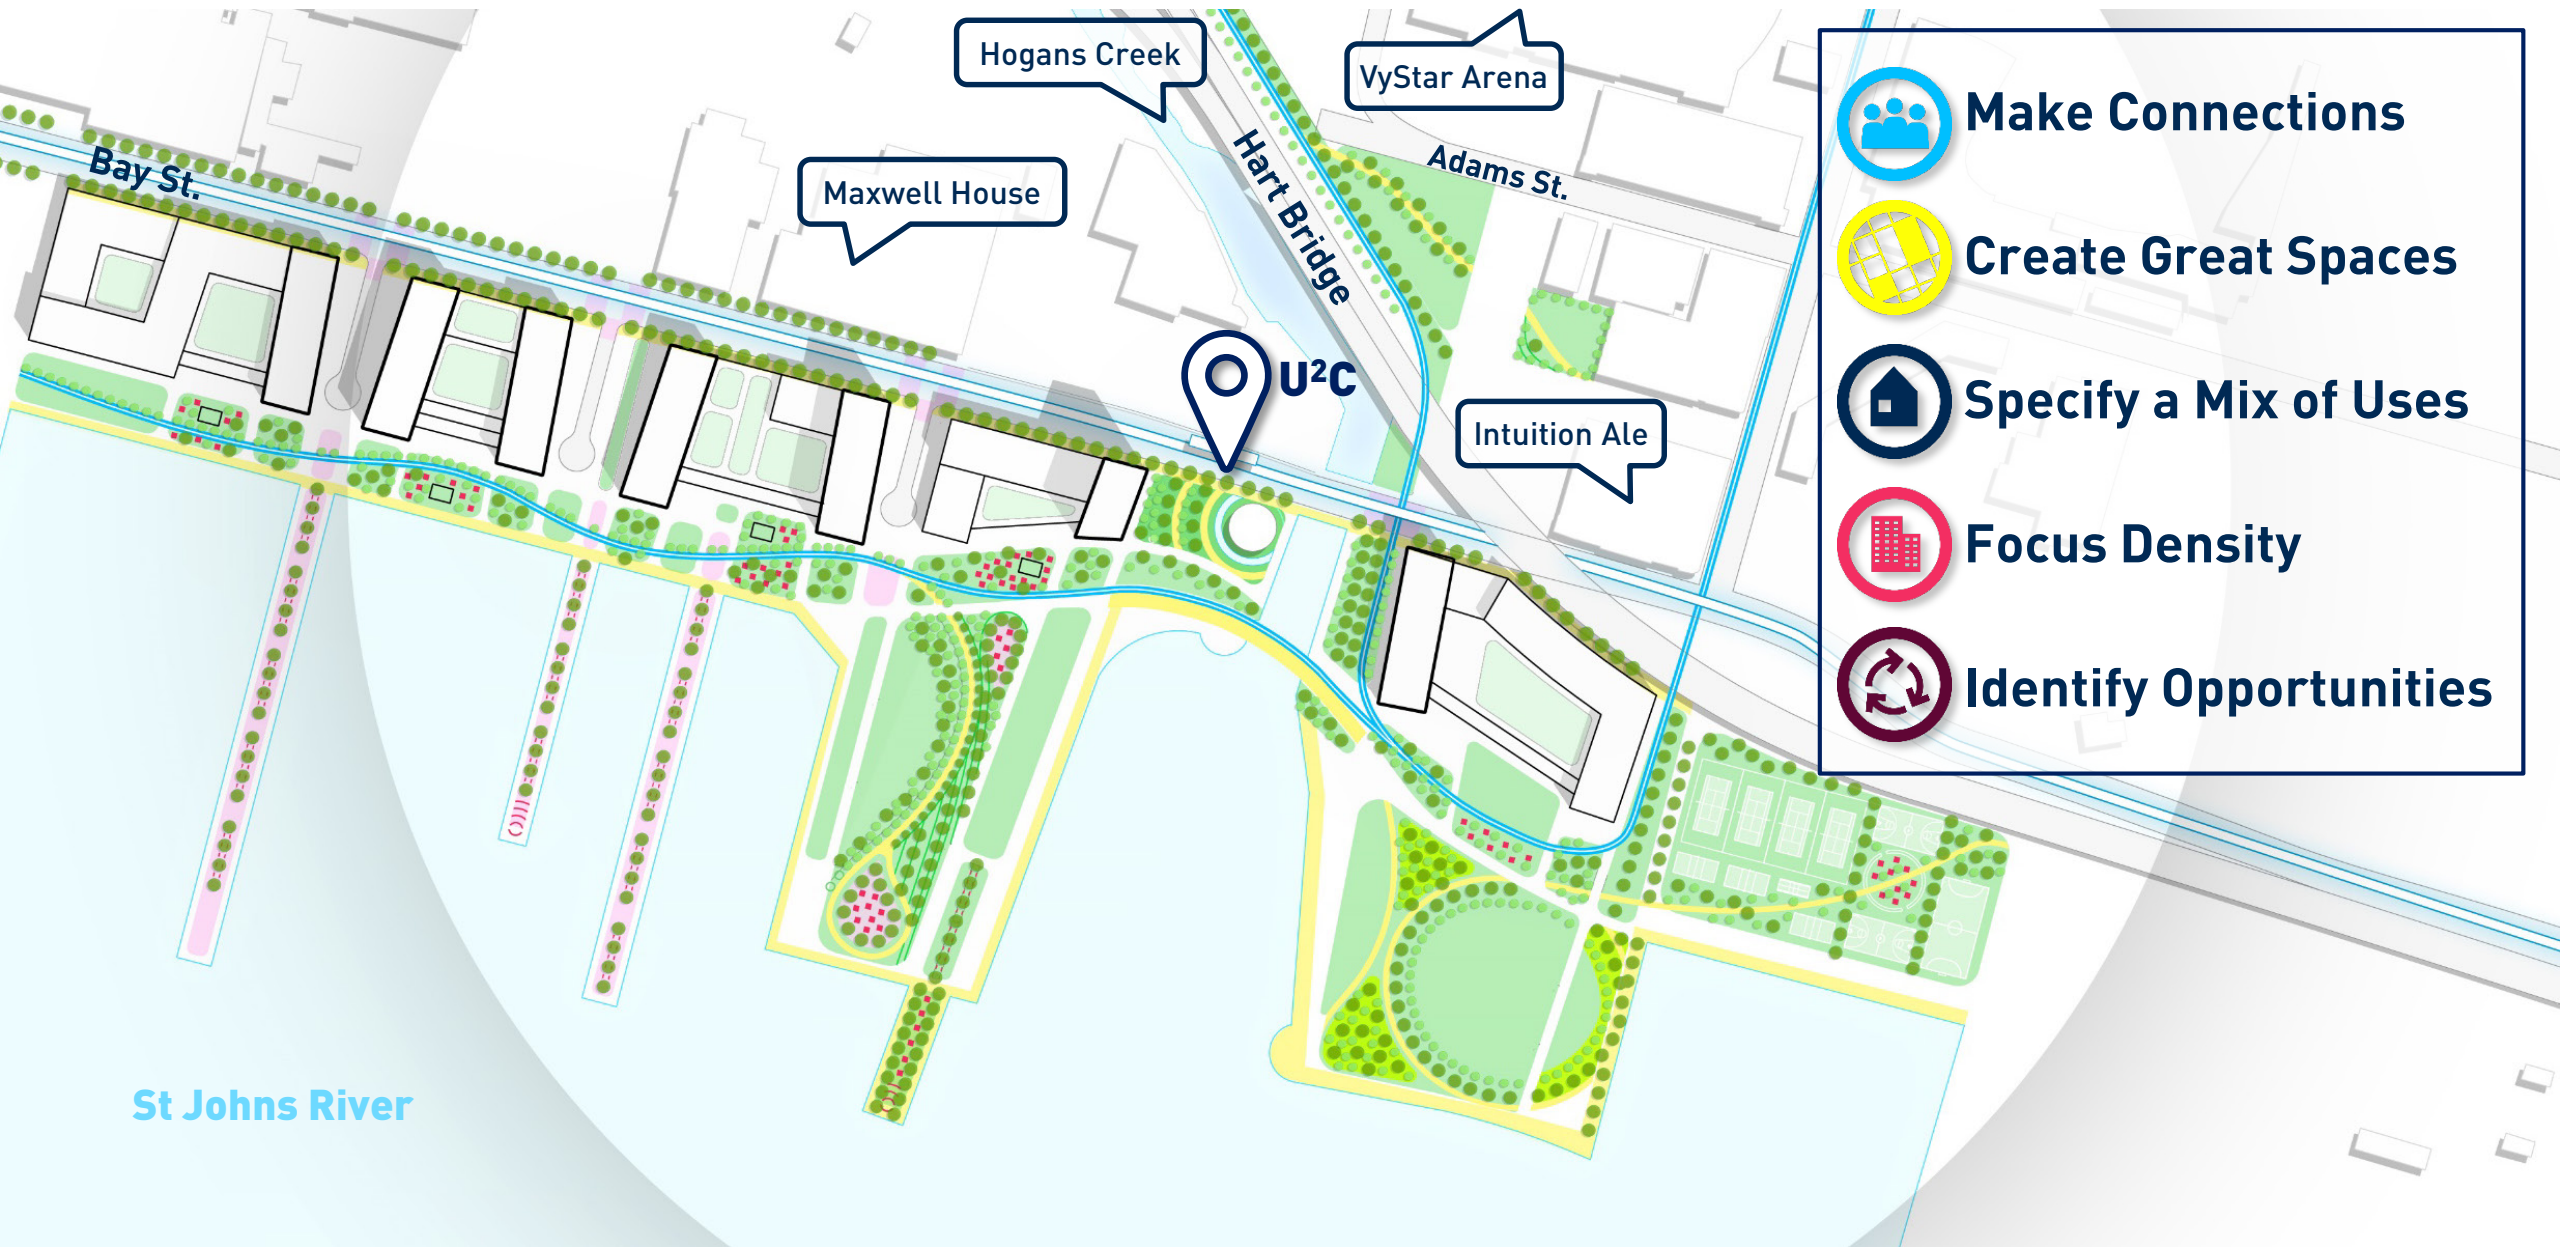 Hogans Creek
VyStar Arena
Make Connections
Bay St.
Maxwell House
Hart Bridge
Adams St.
Create Great Spaces
U²C
Intuition Ale
Specify a Mix of Uses
Focus Density
Identify Opportunities
St Johns River